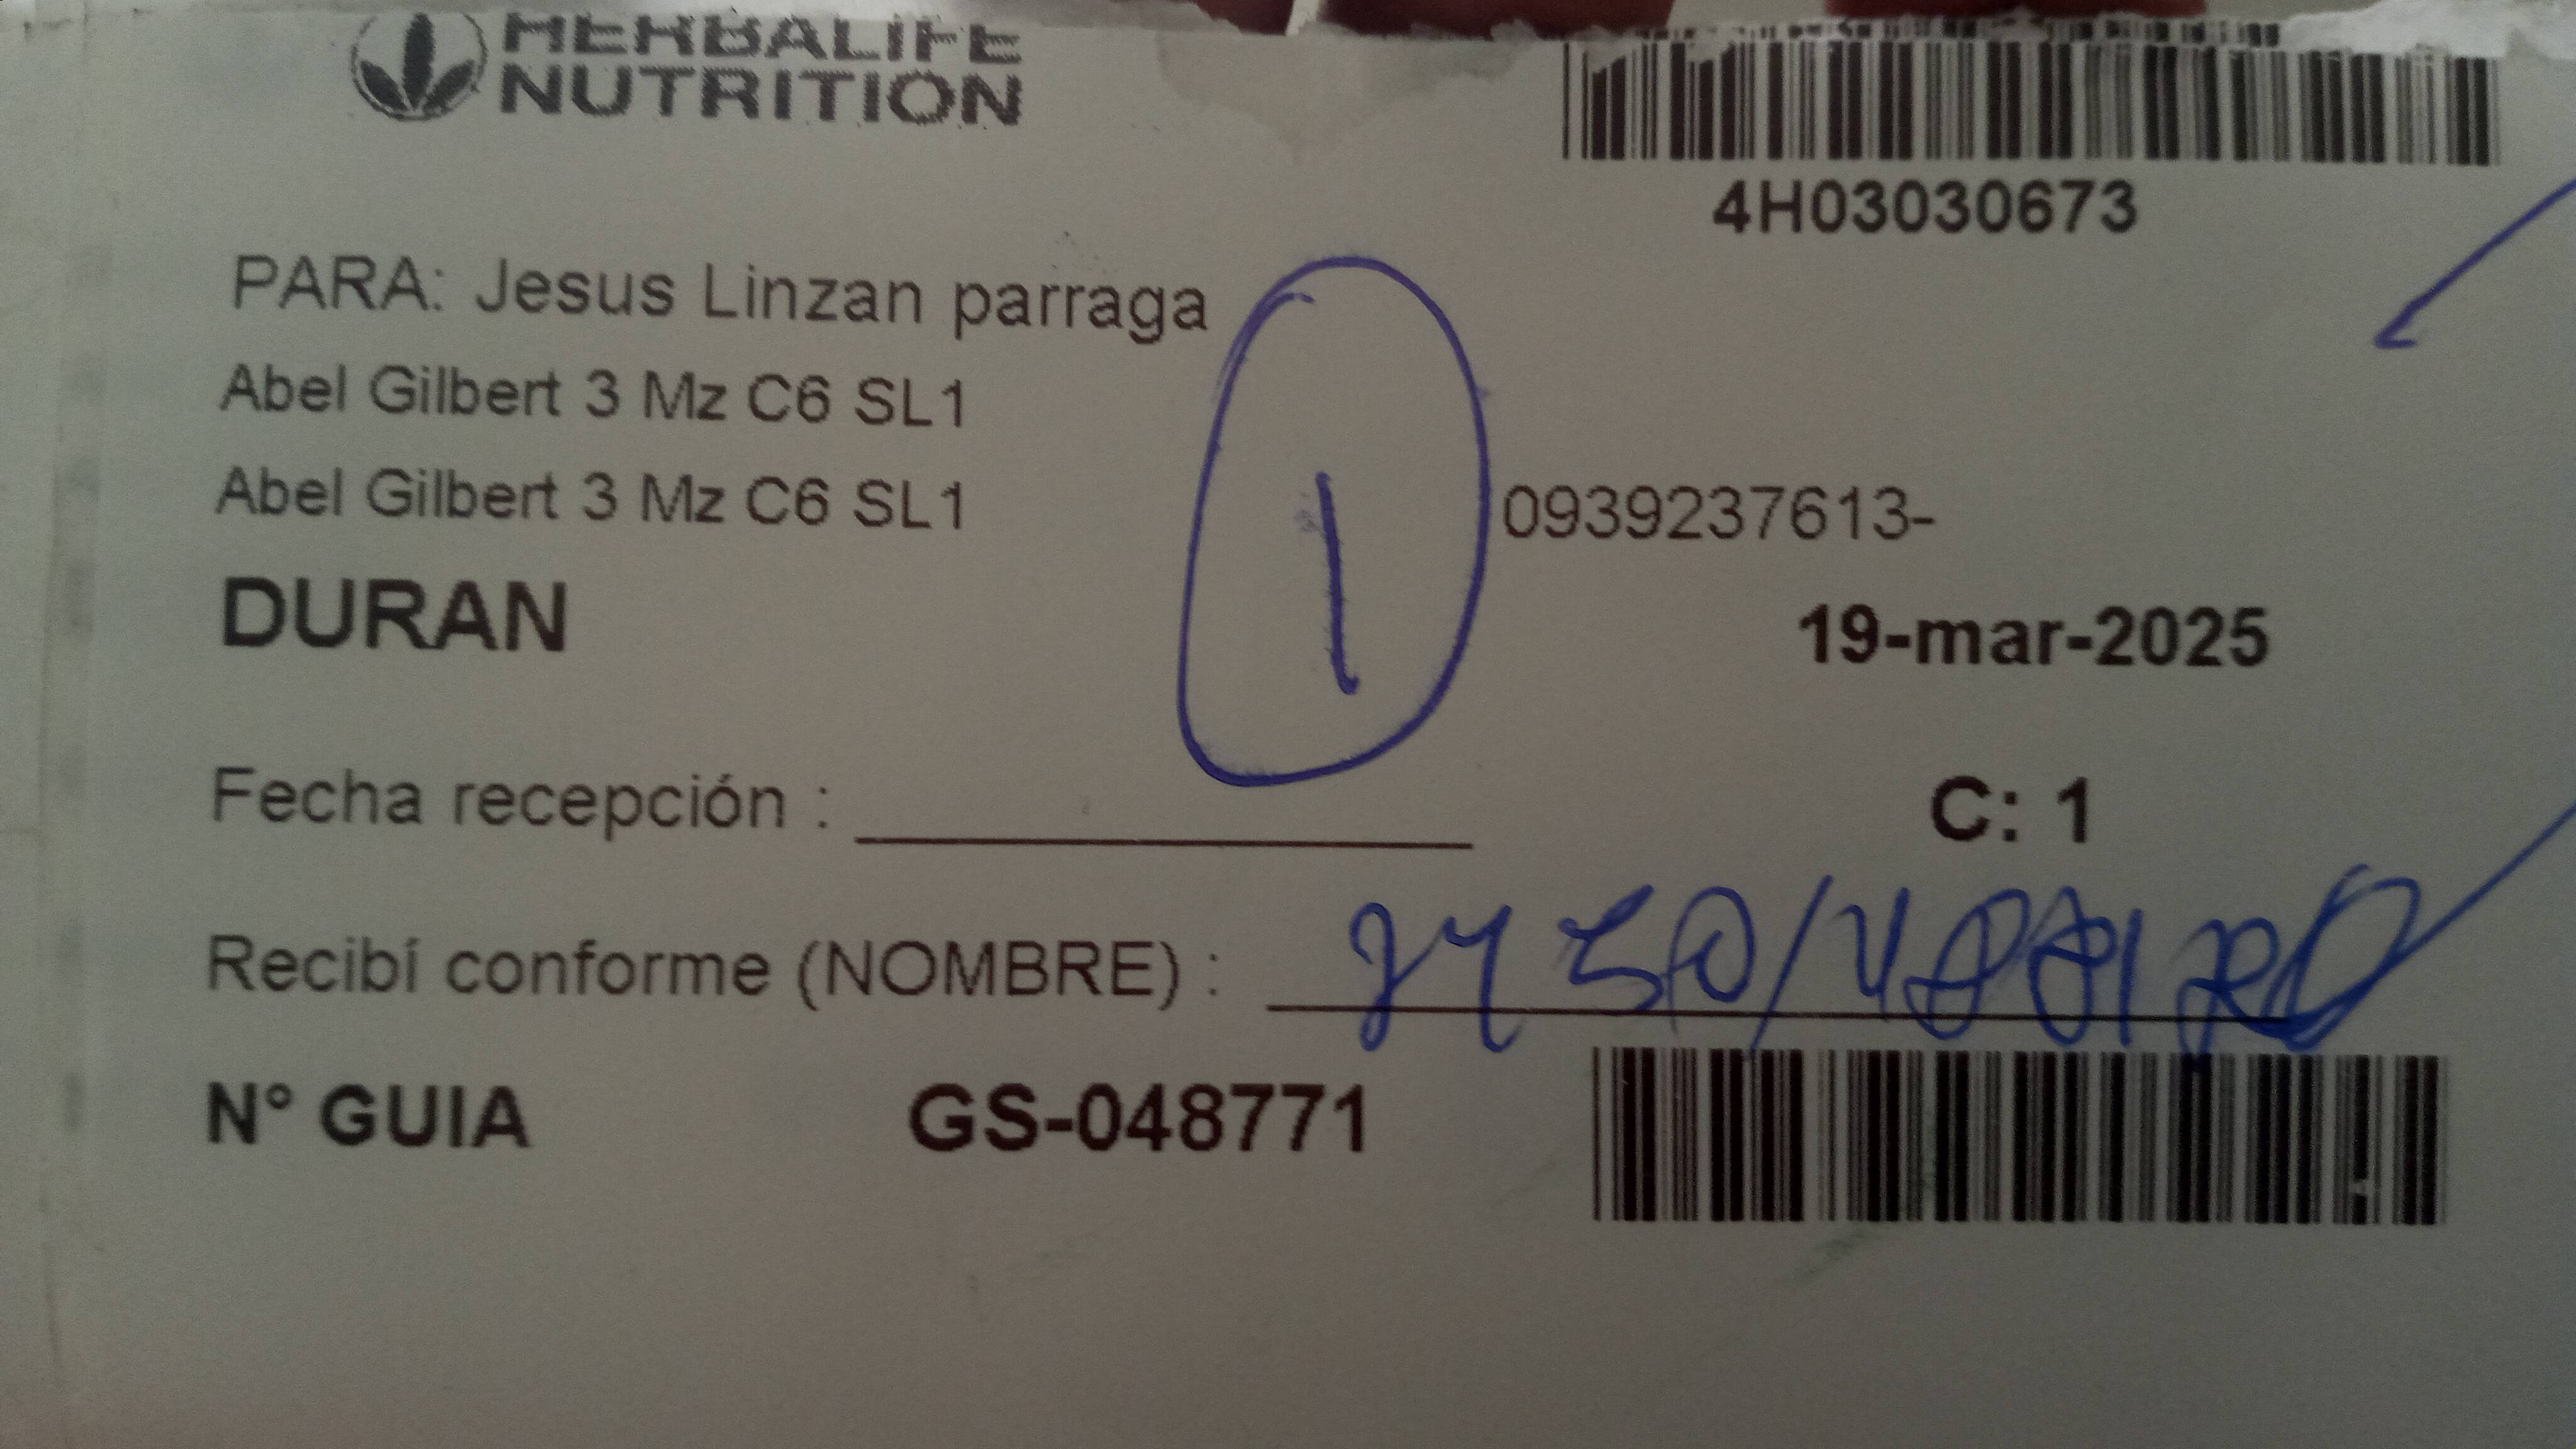 HERBALIFE
NUTRITION
4H03030673
PARA: Jesus Linzan parraga
Abel Gilbert 3 Mz C6 SL1
Abel Gilbert 3 Mz C6 SL1
0939237613-
1
DURAN
19-mar-2025
Fecha recepción :
C: 1
Recibí conforme (NOMBRE) :
N° GUIA GS-048771